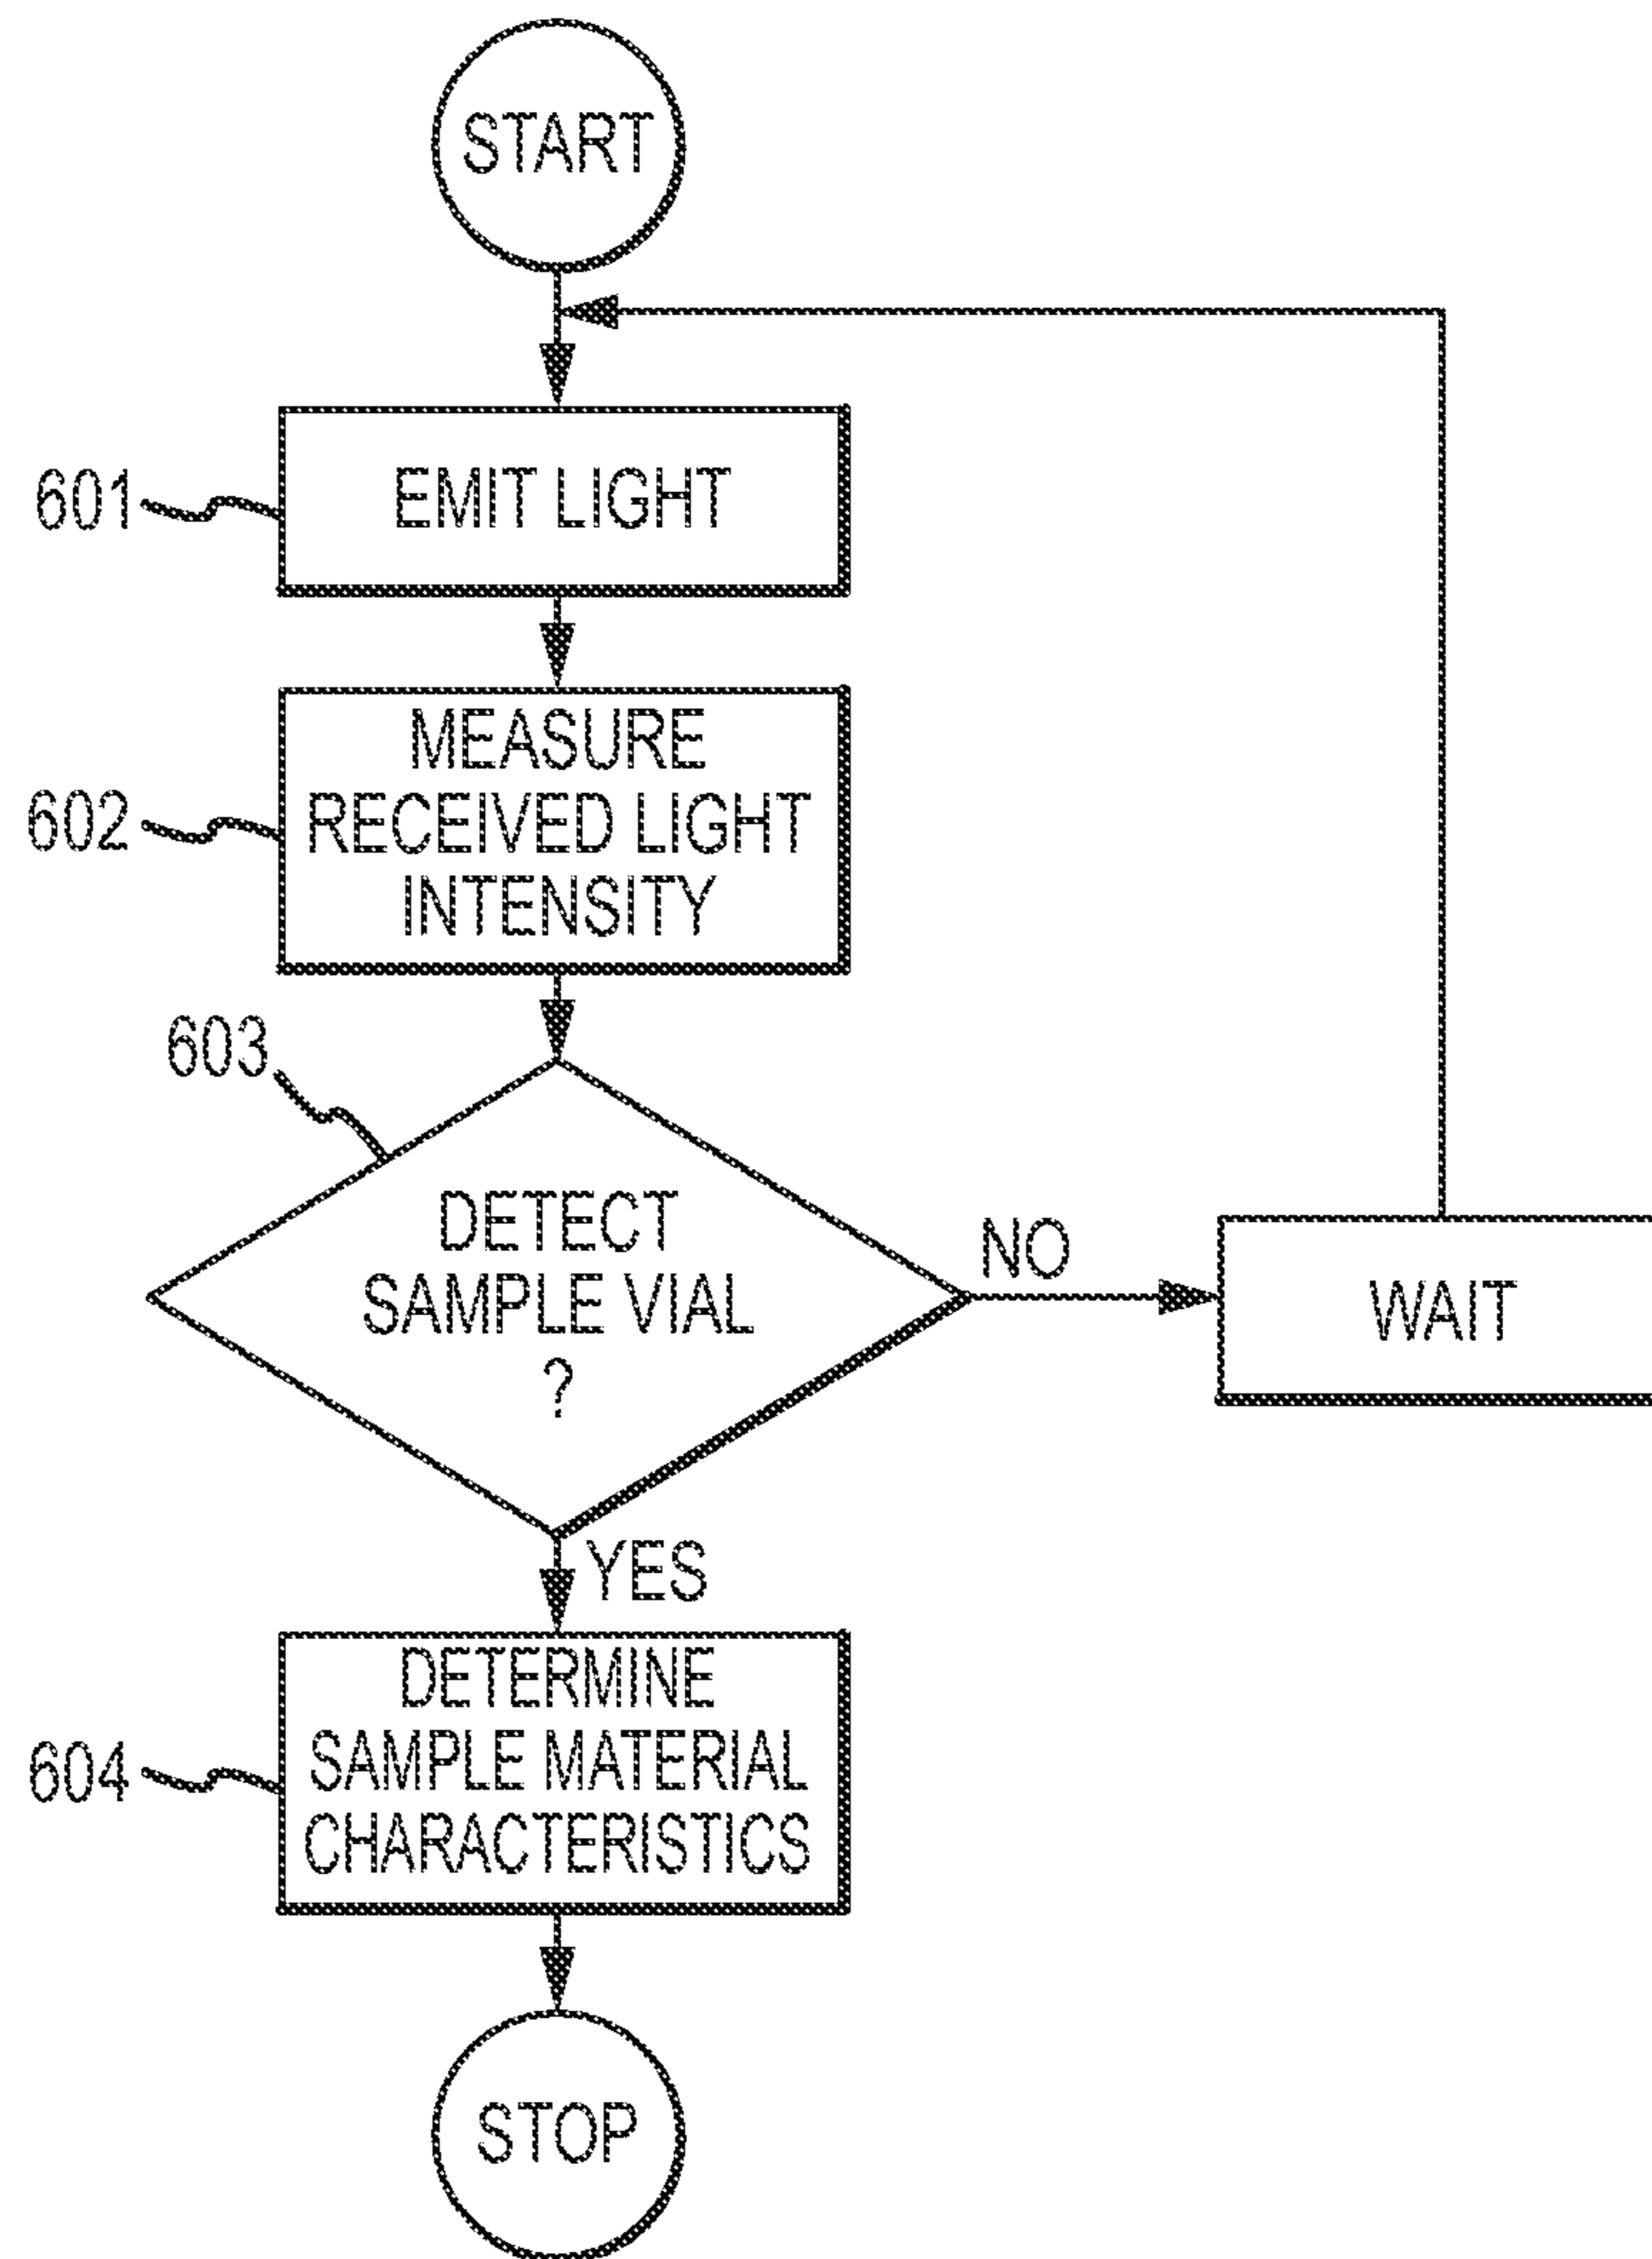 START
601
EMIT LIGHT
602
MEASURE
RECEIVED LIGHT
INTENSITY
603
DETECT
SAMPLE VIAL
?
NO
WAIT
YES
604
DETERMINE
SAMPLE MATERIAL
CHARACTERISTICS
STOP